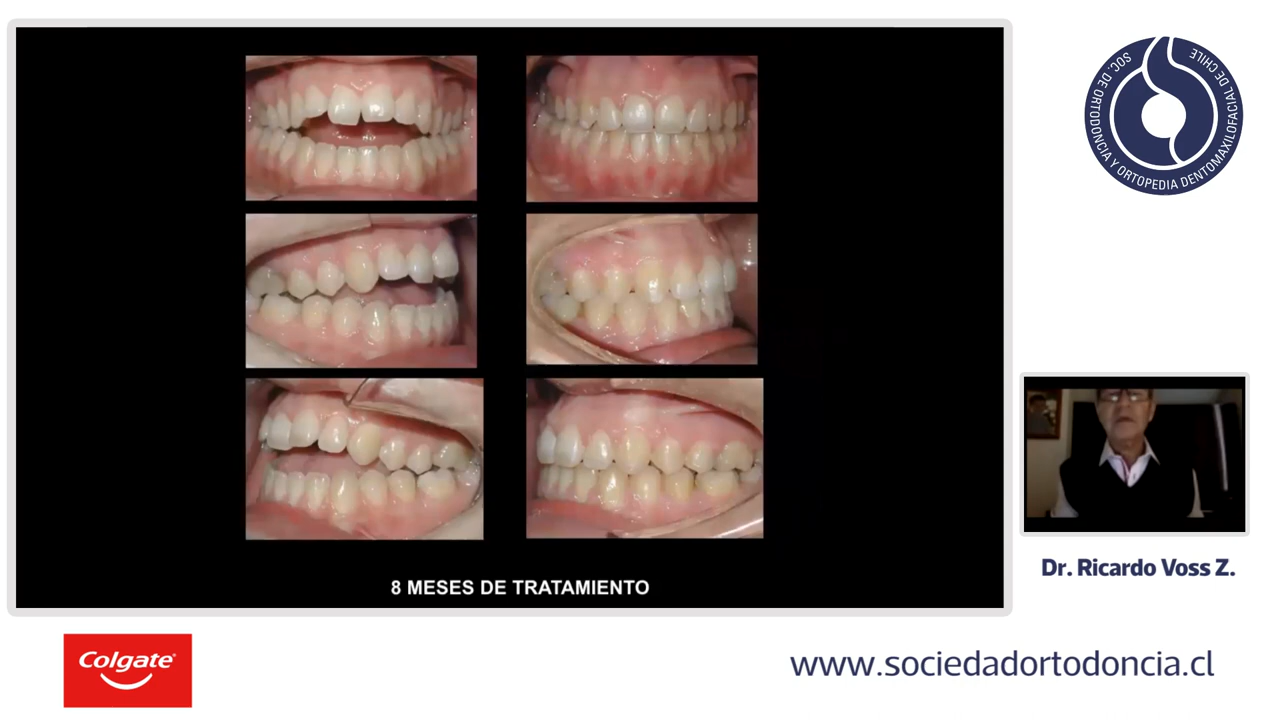 SOC. DE ORTODONCIA Y ORTOPEDIA DENTOMAXILOFACIAL DE CHILE
8 MESES DE TRATAMIENTO
Dr. Ricardo Voss Z.
Colgate®
www.sociedadortodoncia.cl